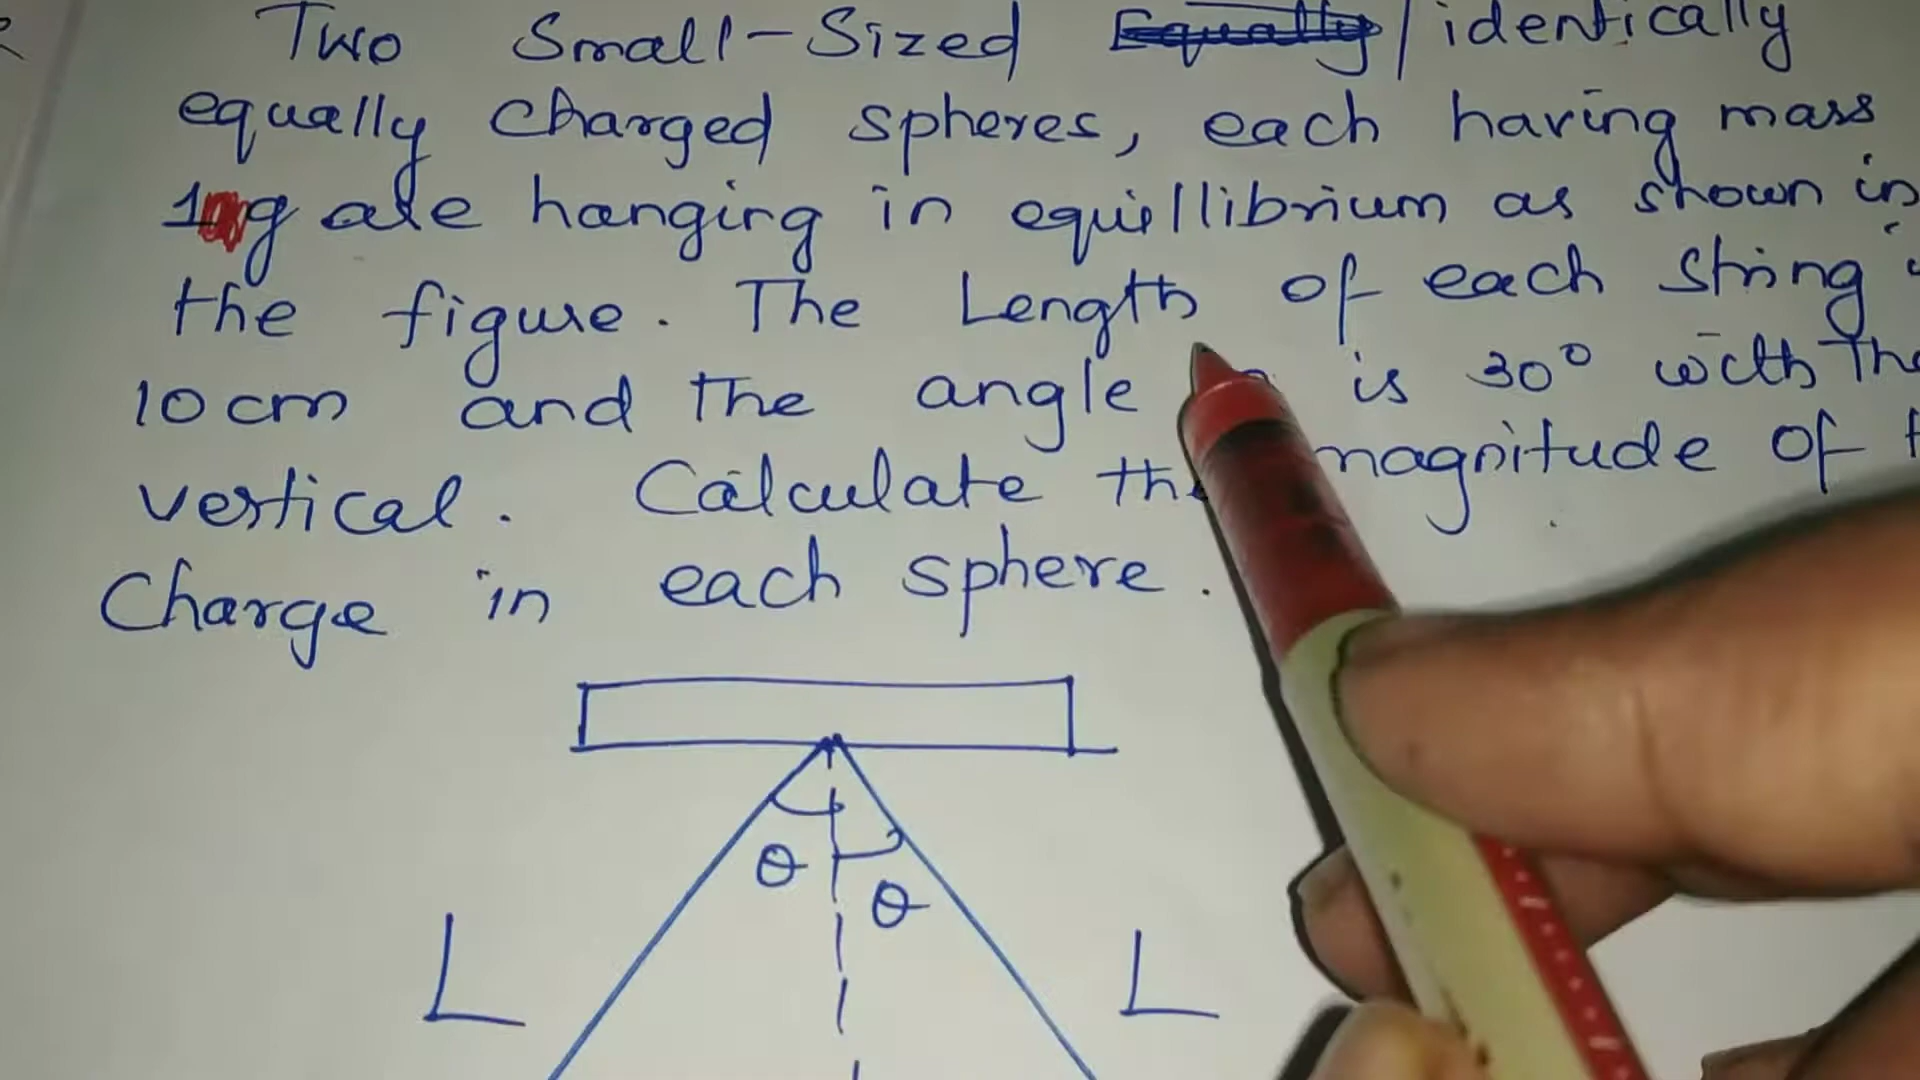 Two Small-Sized / identically
equally charged spheres, each having mass
1g are hanging in equillibrium as shown in
the figure. The Length of each string
10 cm and the angle is 30° with the
vertical. Calculate the magnitude of
Charge in each sphere.
θ
θ
L L